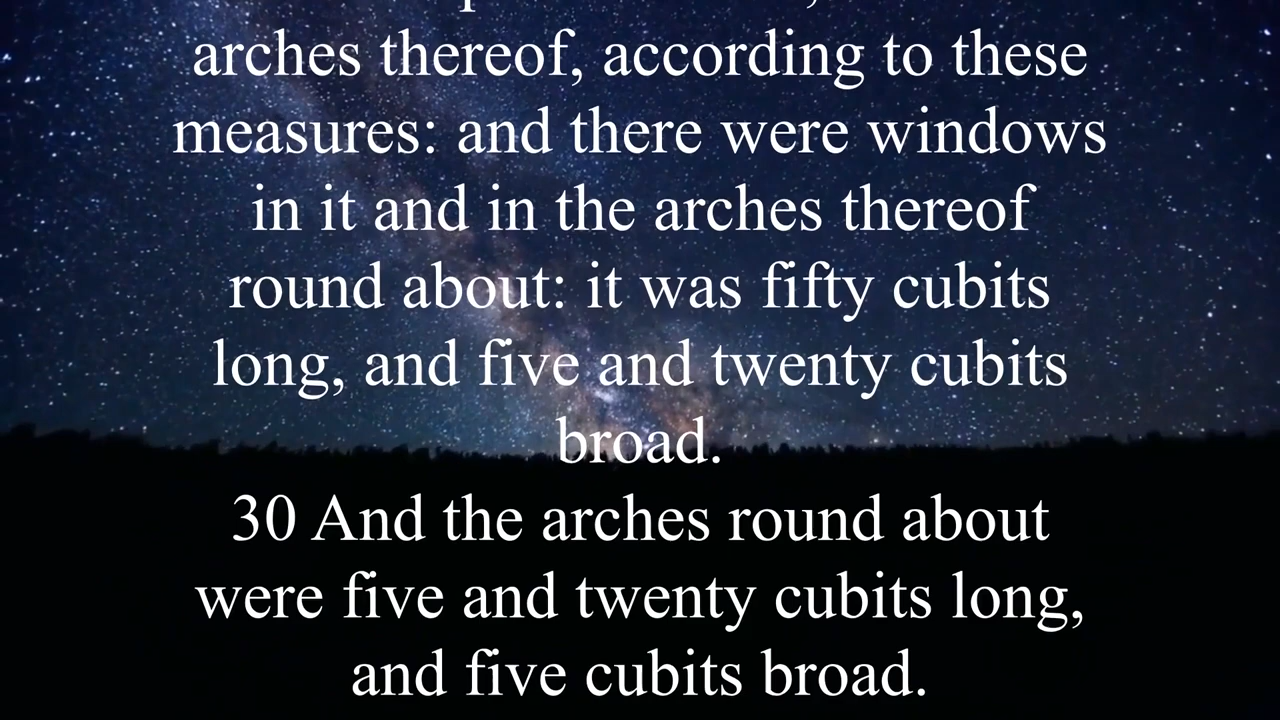 arches thereof, according to these
measures: and there were windows
in it and in the arches thereof
round about: it was fifty cubits
long, and five and twenty cubits
broad.
30 And the arches round about
were five and twenty cubits long,
and five cubits broad.